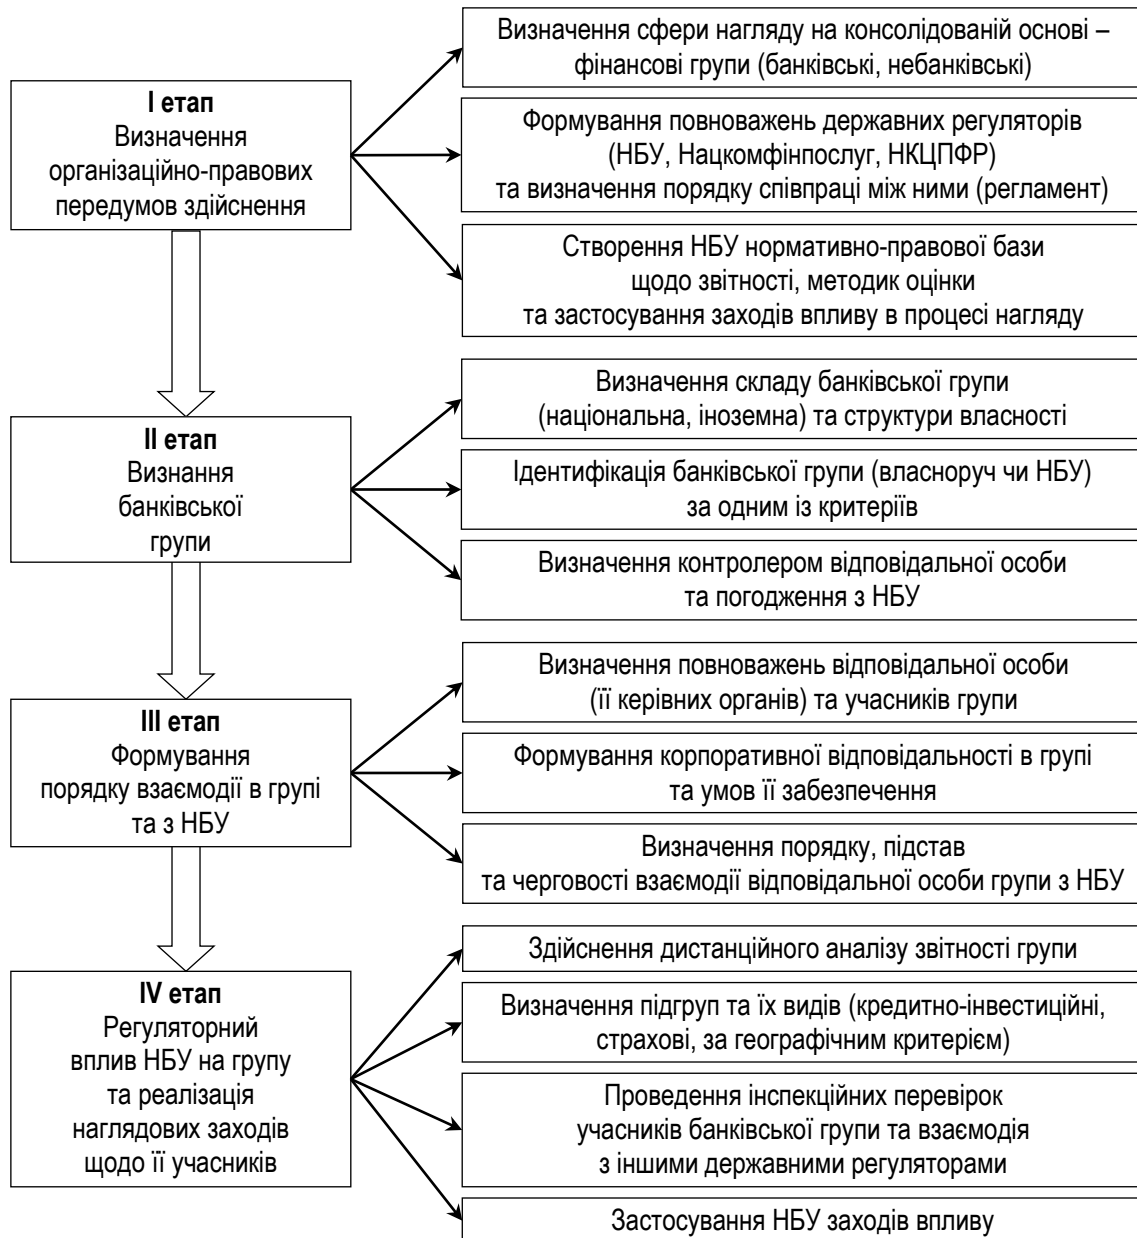 I етап
Визначення
організаційно-правових
передумов здійснення
Визначення сфери нагляду на консолідованій основі –
фінансові групи (банківські, небанківські)
Формування повноважень державних регуляторів
(НБУ, Нацкомфінпослуг, НКЦПФР)
та визначення порядку співпраці між ними (регламент)
Створення НБУ нормативно-правової бази
щодо звітності, методик оцінки
та застосування заходів впливу в процесі нагляду
II етап
Визнання
банківської
групи
Визначення складу банківської групи
(національна, іноземна) та структури власності
Ідентифікація банківської групи (власноруч чи НБУ)
за одним із критеріїв
Визначення контролером відповідальної особи
та погодження з НБУ
III етап
Формування
порядку взаємодії в групі
та з НБУ
Визначення повноважень відповідальної особи
(її керівних органів) та учасників групи
Формування корпоративної відповідальності в групі
та умов її забезпечення
Визначення порядку, підстав
та черговості взаємодії відповідальної особи групи з НБУ
IV етап
Регуляторний
вплив НБУ на групу
та реалізація
наглядових заходів
щодо її учасників
Здійснення дистанційного аналізу звітності групи
Визначення підгруп та їх видів (кредитно-інвестиційні,
страхові, за географічним критерієм)
Проведення інспекційних перевірок
учасників банківської групи та взаємодія
з іншими державними регуляторами
Застосування НБУ заходів впливу